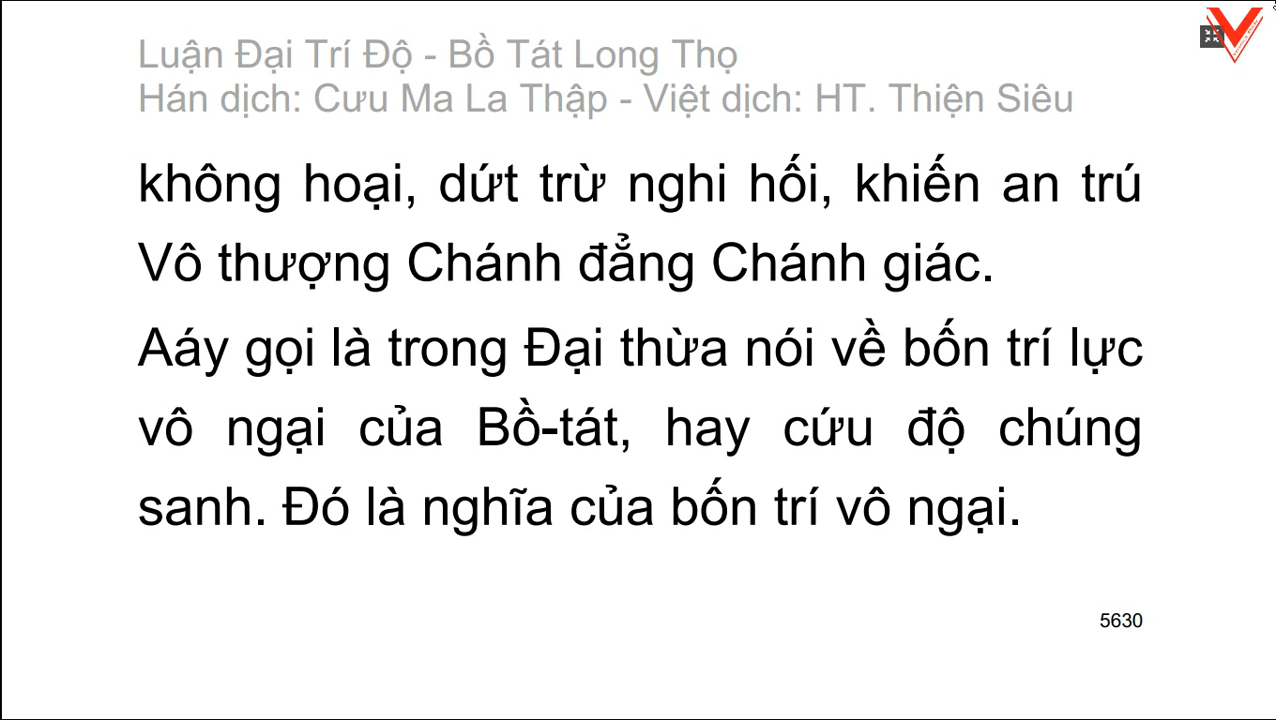 Luận Đại Trí Độ - Bồ Tát Long Thọ
Hán dịch: Cưu Ma La Thập - Việt dịch: HT. Thiện Siêu
không hoại, dứt trừ nghi hối, khiến an trú
Vô thượng Chánh đẳng Chánh giác.
Aáy gọi là trong Đại thừa nói về bốn trí lực
vô ngại của Bồ-tát, hay cứu độ chúng
sanh. Đó là nghĩa của bốn trí vô ngại.
5630